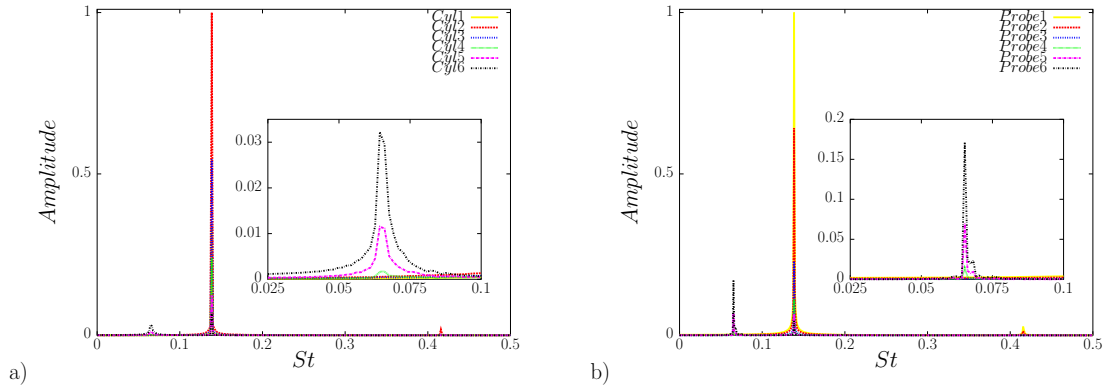 1
0.5
0
Amplitude
Cyl1
Cyl2
Cyl3
Cyl4
Cyl5
Cyl6
0.03
0.02
0.01
0
0.025 0.05 0.075 0.1
0 0.1 0.2 0.3 0.4 0.5
St
a)
1
0.5
0
Amplitude
Probe1
Probe2
Probe3
Probe4
Probe5
Probe6
0.2
0.15
0.1
0.05
0
0.025 0.05 0.075 0.1
0 0.1 0.2 0.3 0.4 0.5
St
b)